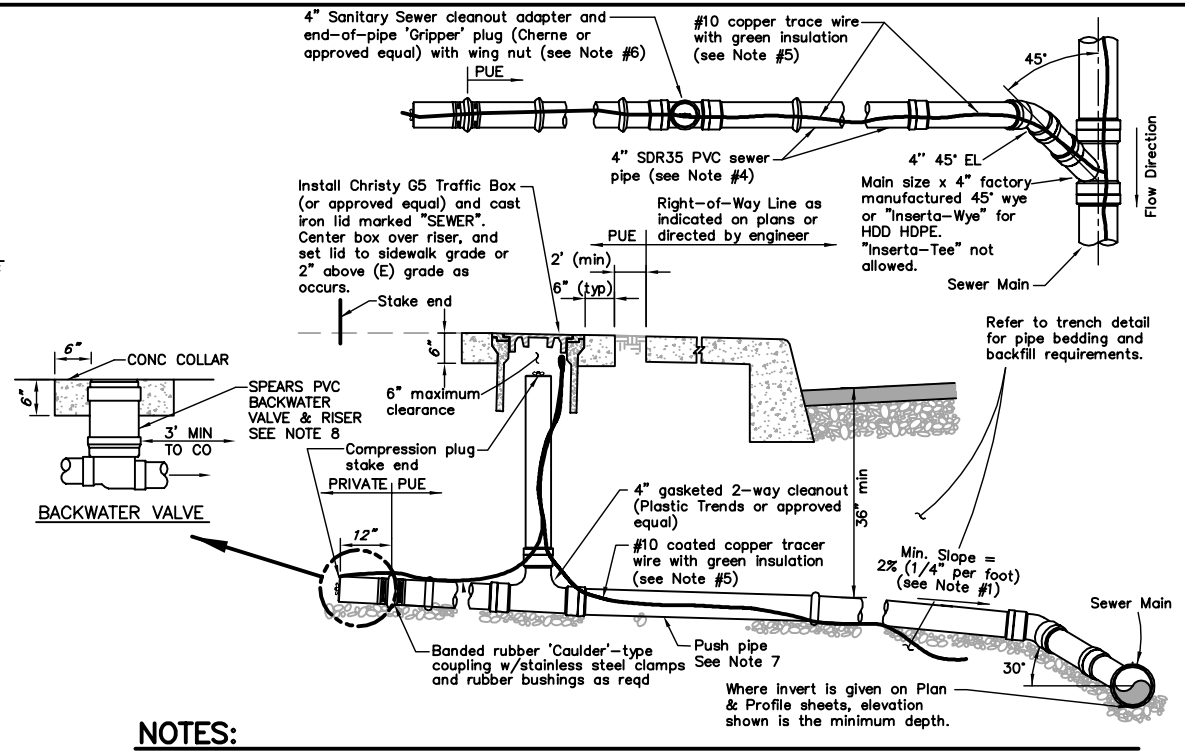 4" Sanitary Sewer cleanout adapter and
end-of-pipe 'Gripper' plug (Cherne or
approved equal) with wing nut (see Note #6)
#10 copper trace wire
with green insulation
(see Note #5)
PUE
45°
Flow Direction
4" SDR35 PVC sewer
pipe (see Note #4)
4" 45° EL
Main size x 4" factory
manufactured 45° wye
or "Inserta-Wye" for
HDD HDPE.
"Inserta-Tee" not
allowed.
Sewer Main
Install Christy G5 Traffic Box
(or approved equal) and cast
iron lid marked "SEWER".
Center box over riser, and
set lid to sidewalk grade or
2" above (E) grade as
occurs.
Right-of-Way Line as
indicated on plans or
directed by engineer
PUE
2' (min)
6" (typ)
Stake end
6"
6" maximum
clearance
Refer to trench detail
for pipe bedding and
backfill requirements.
6"
CONC COLLAR
6"
SPEARS PVC
BACKWATER
VALVE & RISER
SEE NOTE 8
3' MIN
TO CO
BACKWATER VALVE
Compression plug
stake end
PRIVATE PUE
12"
36" min
4" gasketed 2-way cleanout
(Plastic Trends or approved
equal)
#10 coated copper tracer
wire with green insulation
(see Note #5)
Min. Slope =
2% (1/4" per foot)
(see Note #1)
Sewer Main
30°
Banded rubber 'Caulder'-type
coupling w/stainless steel clamps
and rubber bushings as reqd
Push pipe
See Note 7
Where invert is given on Plan
& Profile sheets, elevation
shown is the minimum depth.
NOTES: